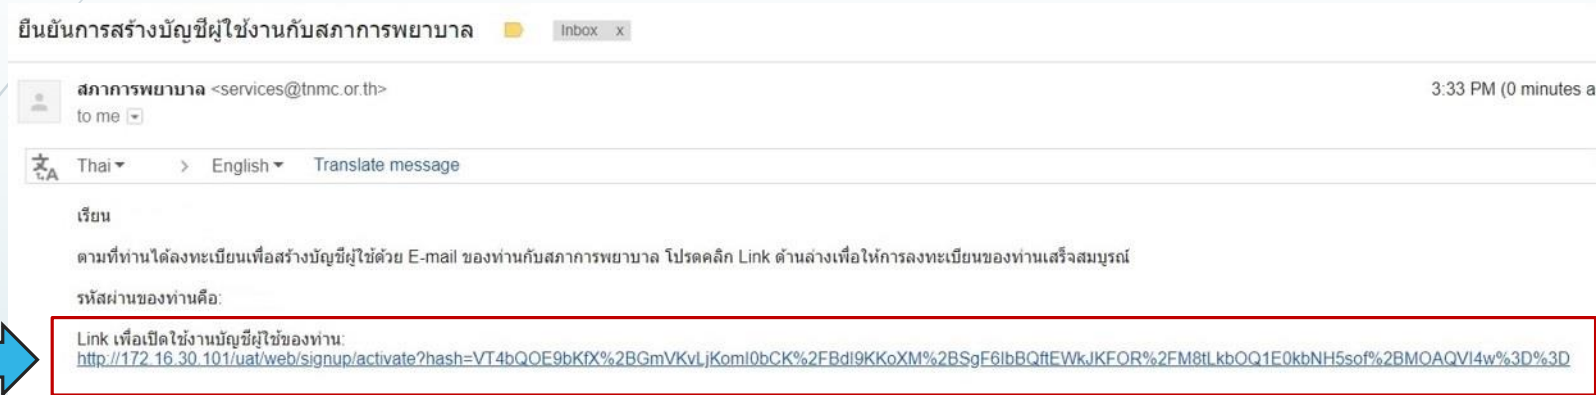 ยืนยันการสร้างบัญชีผู้ใช้งานกับสภาการพยาบาล Inbox x
สภาการพยาบาล <services@tnmc.or.th> 3:33 PM (0 minutes a
to me
Thai > English Translate message
เรียน
ตามที่ท่านได้ลงทะเบียนเพื่อสร้างบัญชีผู้ใช้ด้วย E-mail ของท่านกับสภาการพยาบาล โปรดคลิก Link ด้านล่างเพื่อให้การลงทะเบียนของท่านเสร็จสมบูรณ์
รหัสผ่านของท่านคือ:
Link เพื่อเปิดใช้งานบัญชีผู้ใช้ของท่าน:
http://172.16.30.101/uat/web/signup/activate?hash=VT4bQOE9bKfX%2BGmVKvLjKomI0bCK%2FBdI9KKoXM%2BSgF6IbBQftEWkJKFOR%2FM8tLkbOQ1E0kbNH5sof%2BMOAQVI4w%3D%3D